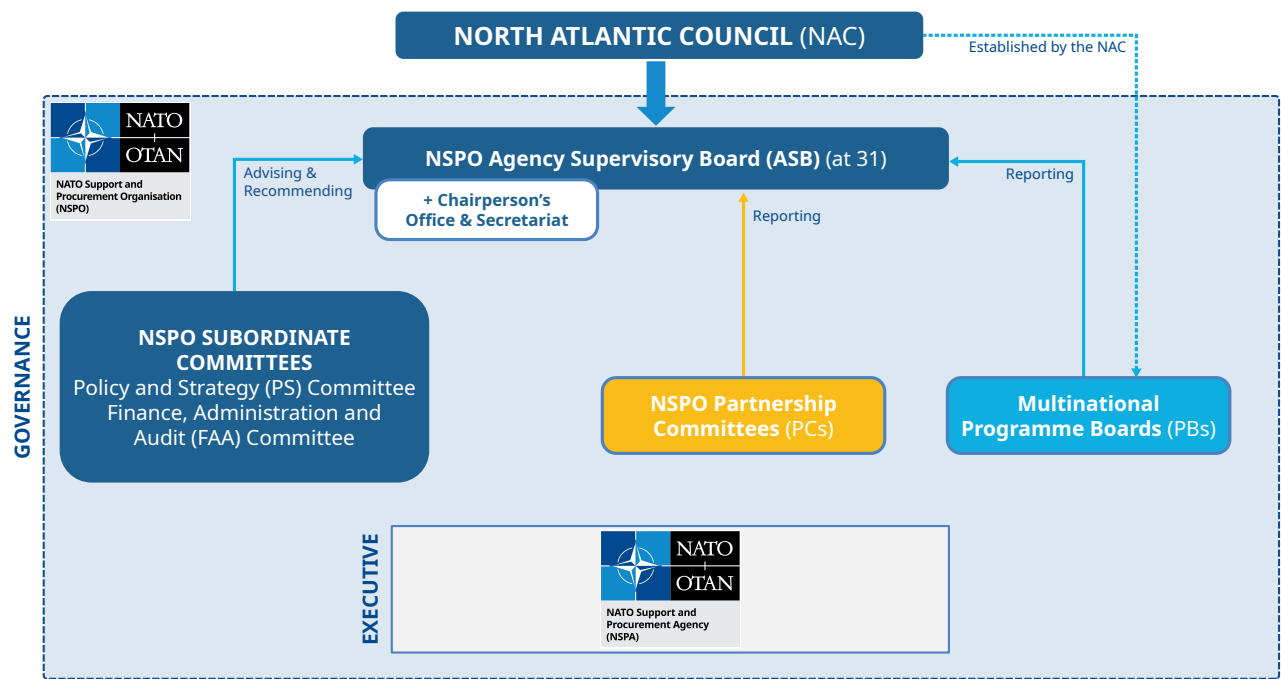 NORTH ATLANTIC COUNCIL (NAC)
Established by the NAC
NATO
OTAN
NATO Support and
Procurement Organisation
(NSPO)
NSPO Agency Supervisory Board (ASB) (at 31)
+ Chairperson's
Office & Secretariat
Advising &
Recommending
Reporting
Reporting
GOVERNANCE
NSPO SUBORDINATE
COMMITTEES
Policy and Strategy (PS) Committee
Finance, Administration and
Audit (FAA) Committee
NSPO Partnership
Committees (PCs)
Multinational
Programme Boards (PBs)
EXECUTIVE
NATO
OTAN
NATO Support and
Procurement Agency
(NSPA)